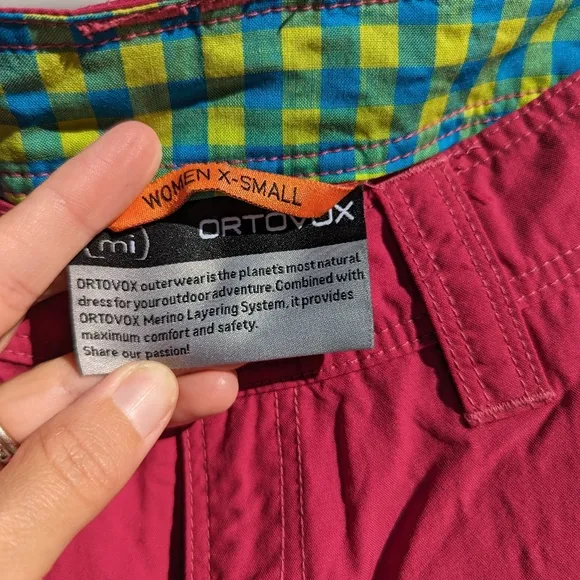 WOMEN X-SMALL
(mi)
ORTOVOX
ORTOVOX outerwear is the planet's most natural
dress for your outdoor adventure. Combined with
ORTOVOX Merino Layering System, it provides
maximum comfort and safety.
Share our passion!